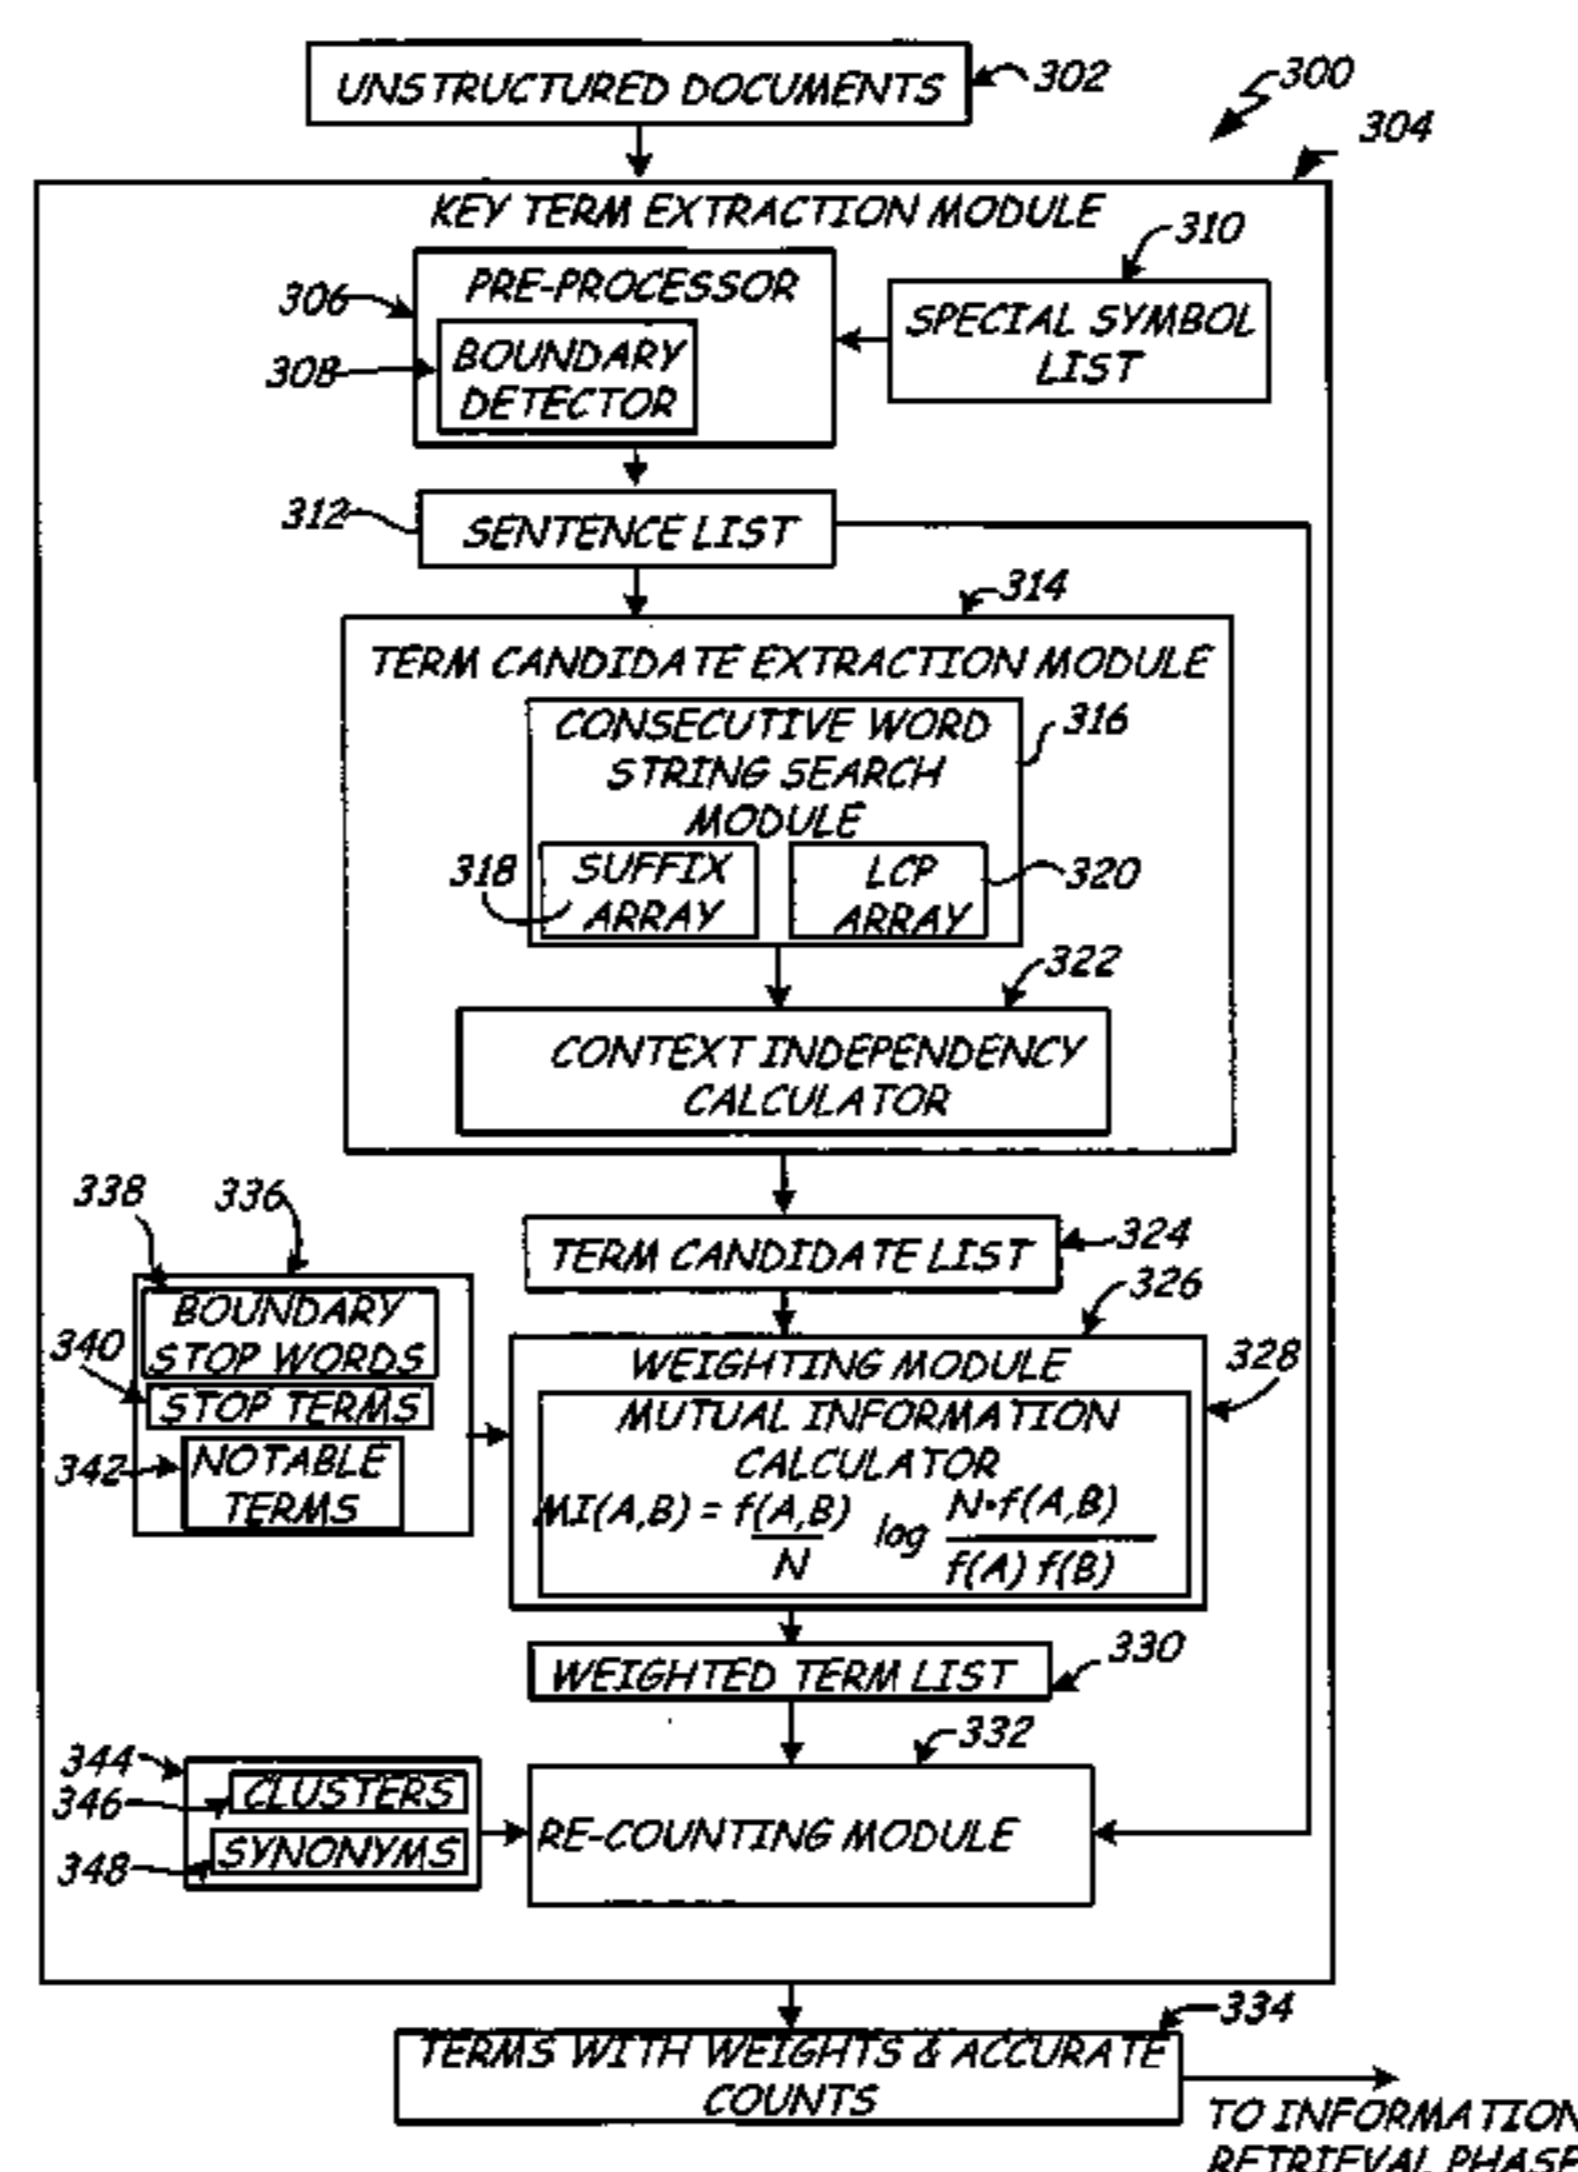 UNSTRUCTURED DOCUMENTS
302
300
304
KEY TERM EXTRACTION MODULE
310
306
PRE-PROCESSOR
SPECIAL SYMBOL
LIST
308
BOUNDARY
DETECTOR
312
SENTENCE LIST
314
TERM CANDIDATE EXTRACTION MODULE
316
CONSECUTIVE WORD
STRING SEARCH
MODULE
318
SUFFIX
ARRAY
LCP
ARRAY
320
322
CONTEXT INDEPENDENCY
CALCULATOR
338
336
324
TERM CANDIDATE LIST
326
BOUNDARY
STOP WORDS
340
STOP TERMS
342
NOTABLE
TERMS
328
WEIGHTING MODULE
MUTUAL INFORMATION
CALCULATOR
MI(A,B) = f(A,B) log N•f(A,B)
N f(A) f(B)
330
WEIGHTED TERM LIST
332
344
346
CLUSTERS
348
SYNONYMS
RE-COUNTING MODULE
334
TERMS WITH WEIGHTS & ACCURATE
COUNTS
TO INFORMATION
RETRIEVAL PHASE